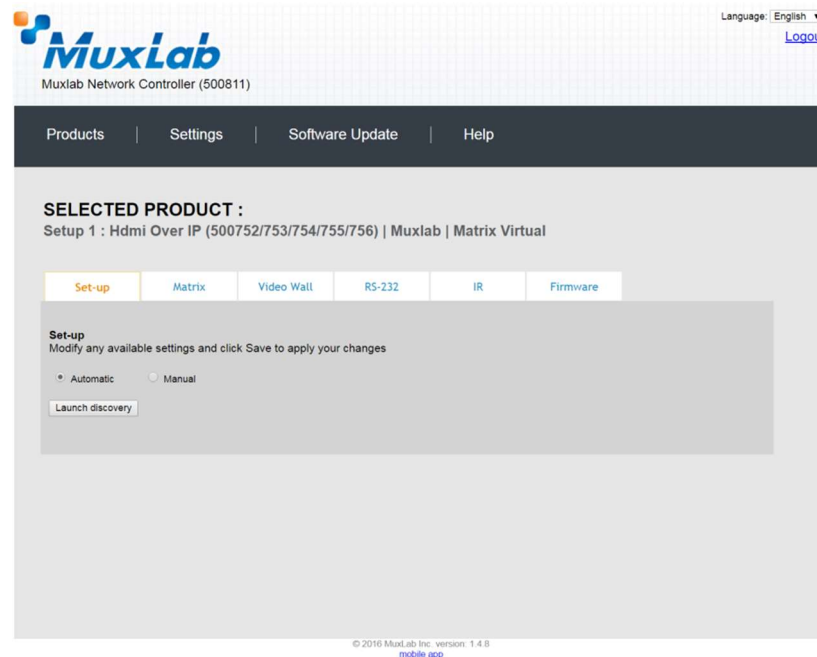 Language: English
Logou
MuxLab
Muxlab Network Controller (500811)
Products | Settings | Software Update | Help
SELECTED PRODUCT :
Setup 1 : Hdmi Over IP (500752/753/754/755/756) | Muxlab | Matrix Virtual
Set-up Matrix Video Wall RS-232 IR Firmware
Set-up
Modify any available settings and click Save to apply your changes
Automatic Manual
Launch discovery
© 2016 MuxLab Inc. version: 1.4.8
mobile app